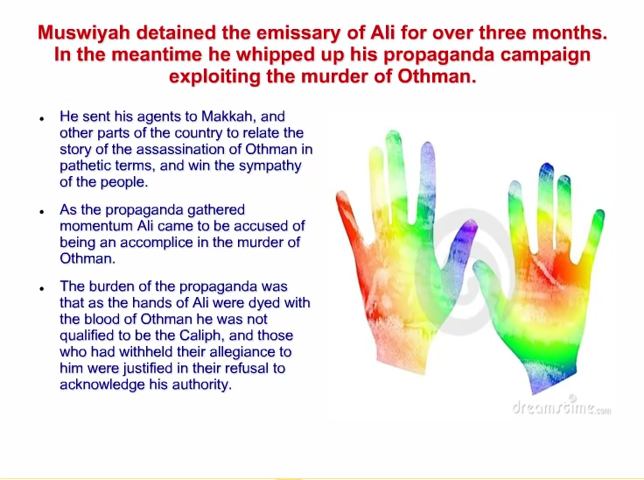 Muswiyah detained the emissary of Ali for over three months.
In the meantime he whipped up his propaganda campaign
exploiting the murder of Othman.
• He sent his agents to Makkah, and
other parts of the country to relate the
story of the assassination of Othman in
pathetic terms, and win the sympathy
of the people.
• As the propaganda gathered
momentum Ali came to be accused of
being an accomplice in the murder of
Othman.
• The burden of the propaganda was
that as the hands of Ali were dyed with
the blood of Othman he was not
qualified to be the Caliph, and those
who had withheld their allegiance to
him were justified in their refusal to
acknowledge his authority.
dreamstime.com